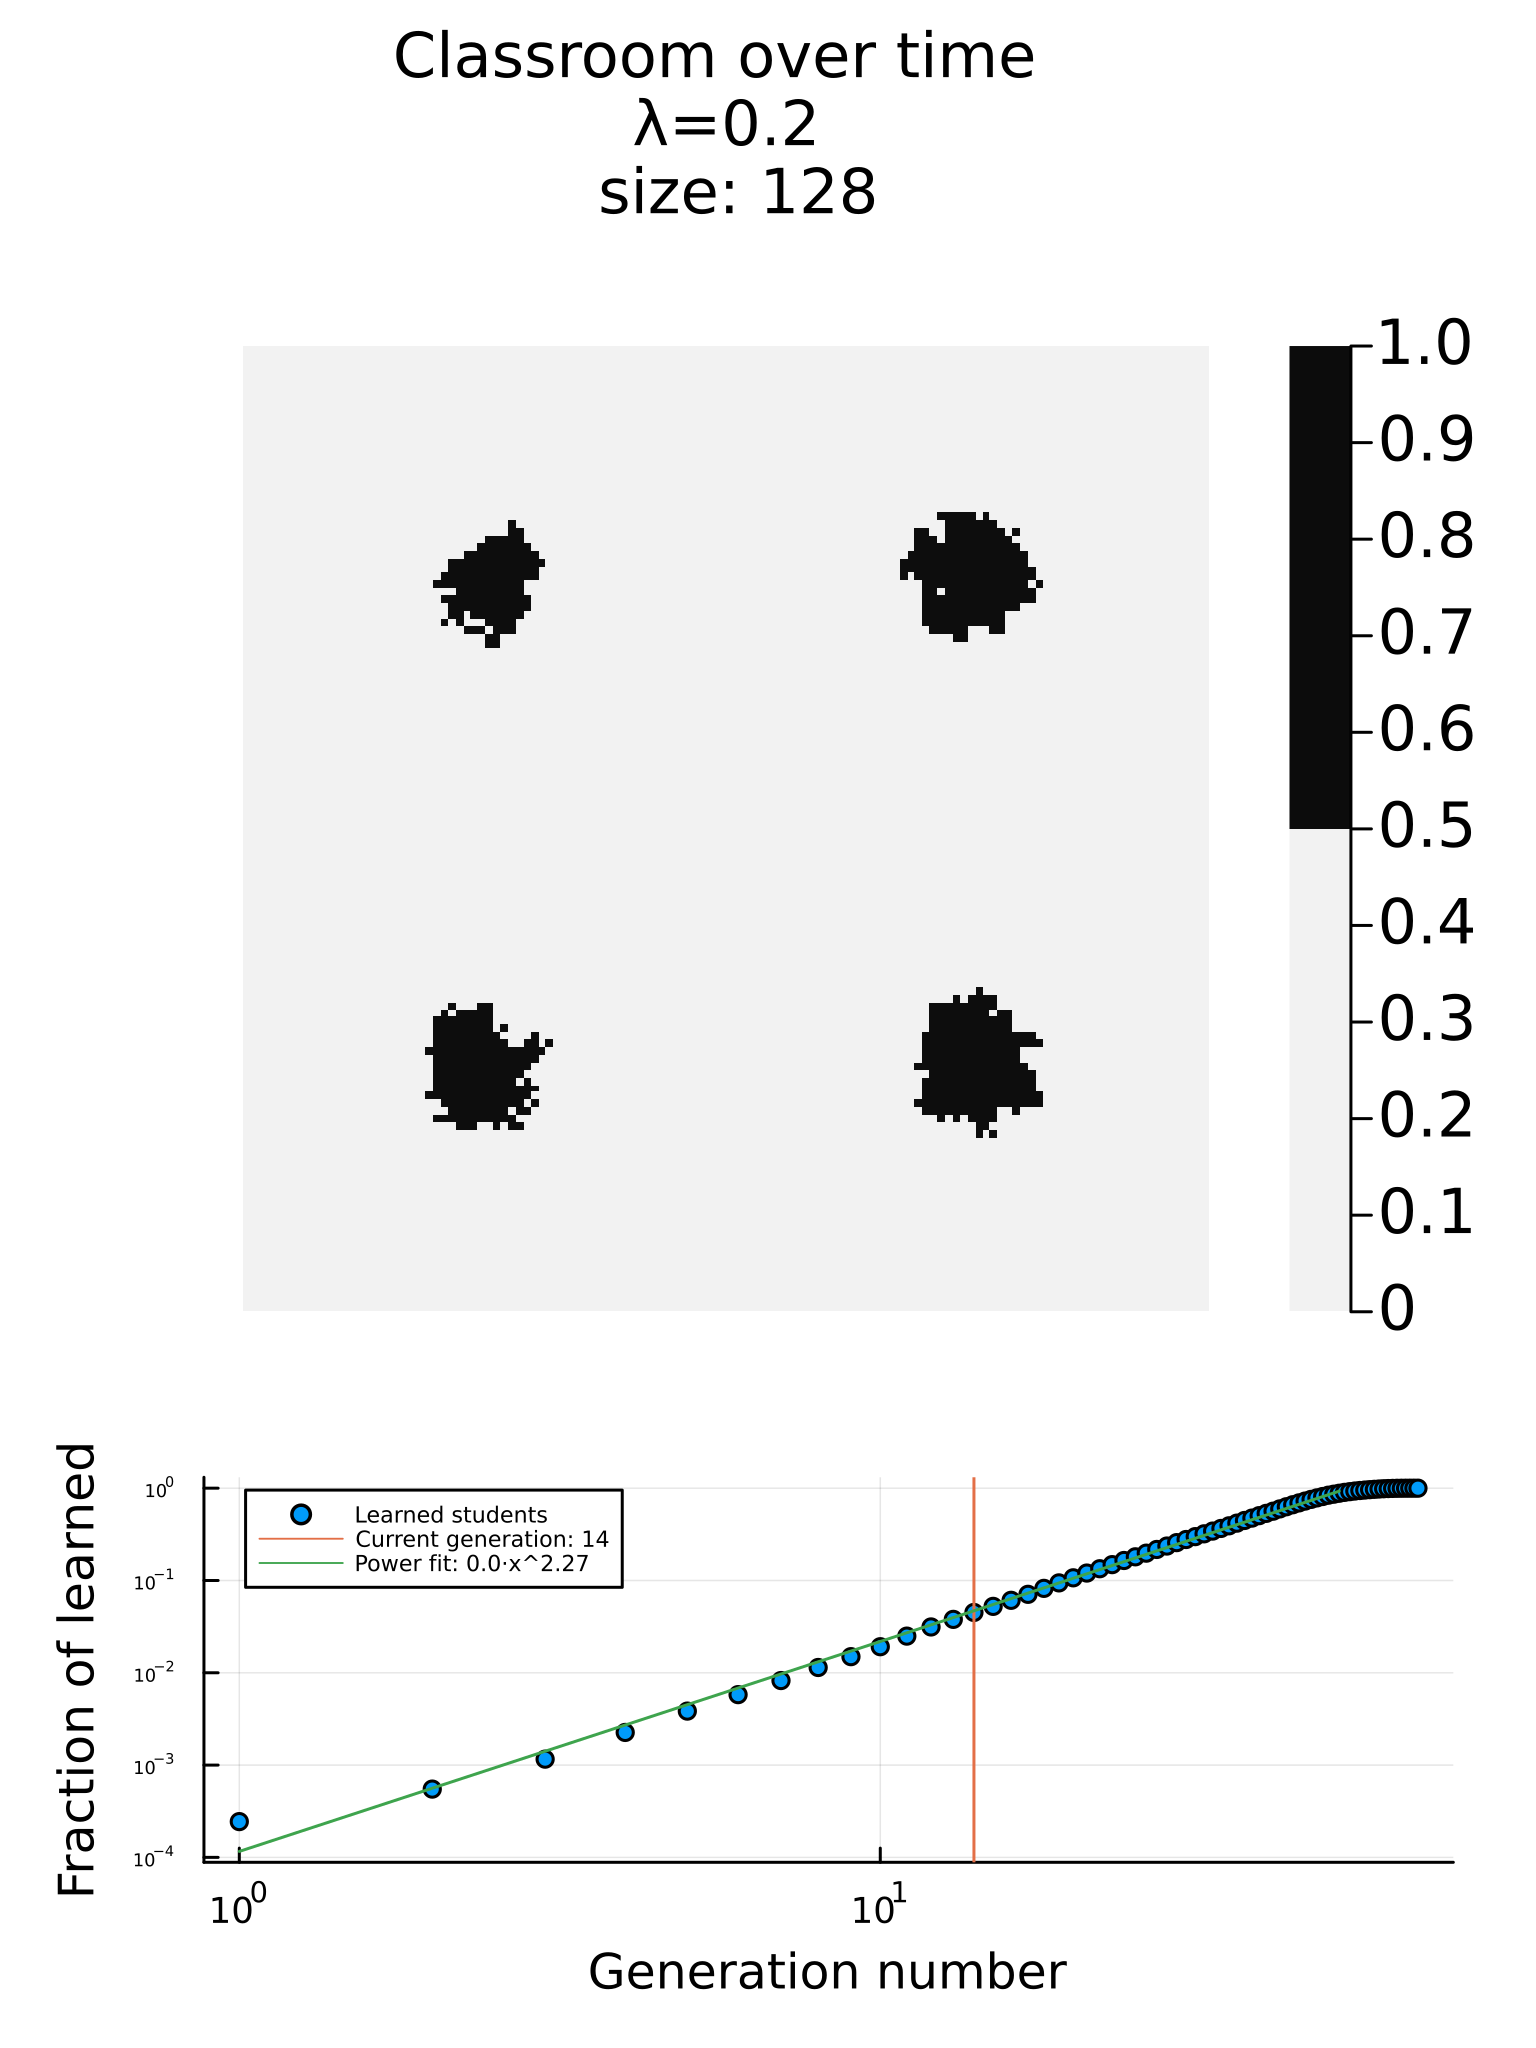 Classroom over time
λ=0.2
size: 128
1.0
0.9
0.8
0.7
0.6
0.5
0.4
0.3
0.2
0.1
0
Fraction of learned
10^0
10^-1
10^-2
10^-3
10^-4
Learned students
Current generation: 14
Power fit: 0.0·x^2.27
10^0
10^1
Generation number